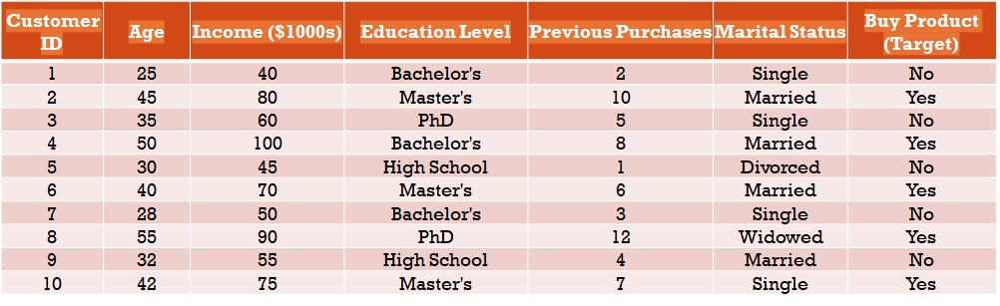 Customer ID Age Income ($1000s) Education Level Previous Purchases Marital Status Buy Product (Target)
1 25 40 Bachelor's 2 Single No
2 45 80 Master's 10 Married Yes
3 35 60 PhD 5 Single No
4 50 100 Bachelor's 8 Married Yes
5 30 45 High School 1 Divorced No
6 40 70 Master's 6 Married Yes
7 28 50 Bachelor's 3 Single No
8 55 90 PhD 12 Widowed Yes
9 32 55 High School 4 Married No
10 42 75 Master's 7 Single Yes